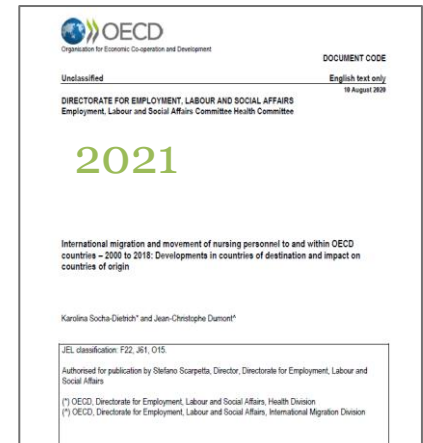 OECD
Organisation for Economic Co-operation and Development
DOCUMENT CODE
Unclassified
English text only
10 August 2020
DIRECTORATE FOR EMPLOYMENT, LABOUR AND SOCIAL AFFAIRS
Employment, Labour and Social Affairs Committee Health Committee
2021
International migration and movement of nursing personnel to and within OECD
countries – 2000 to 2018: Developments in countries of destination and impact on
countries of origin
Karolina Socha-Dietrich* and Jean-Christophe Dumont^
JEL classification: F22, J61, O15.
Authorised for publication by Stefano Scarpetta, Director, Directorate for Employment, Labour and
Social Affairs
(*) OECD, Directorate for Employment, Labour and Social Affairs, Health Division
(^) OECD, Directorate for Employment, Labour and Social Affairs, International Migration Division